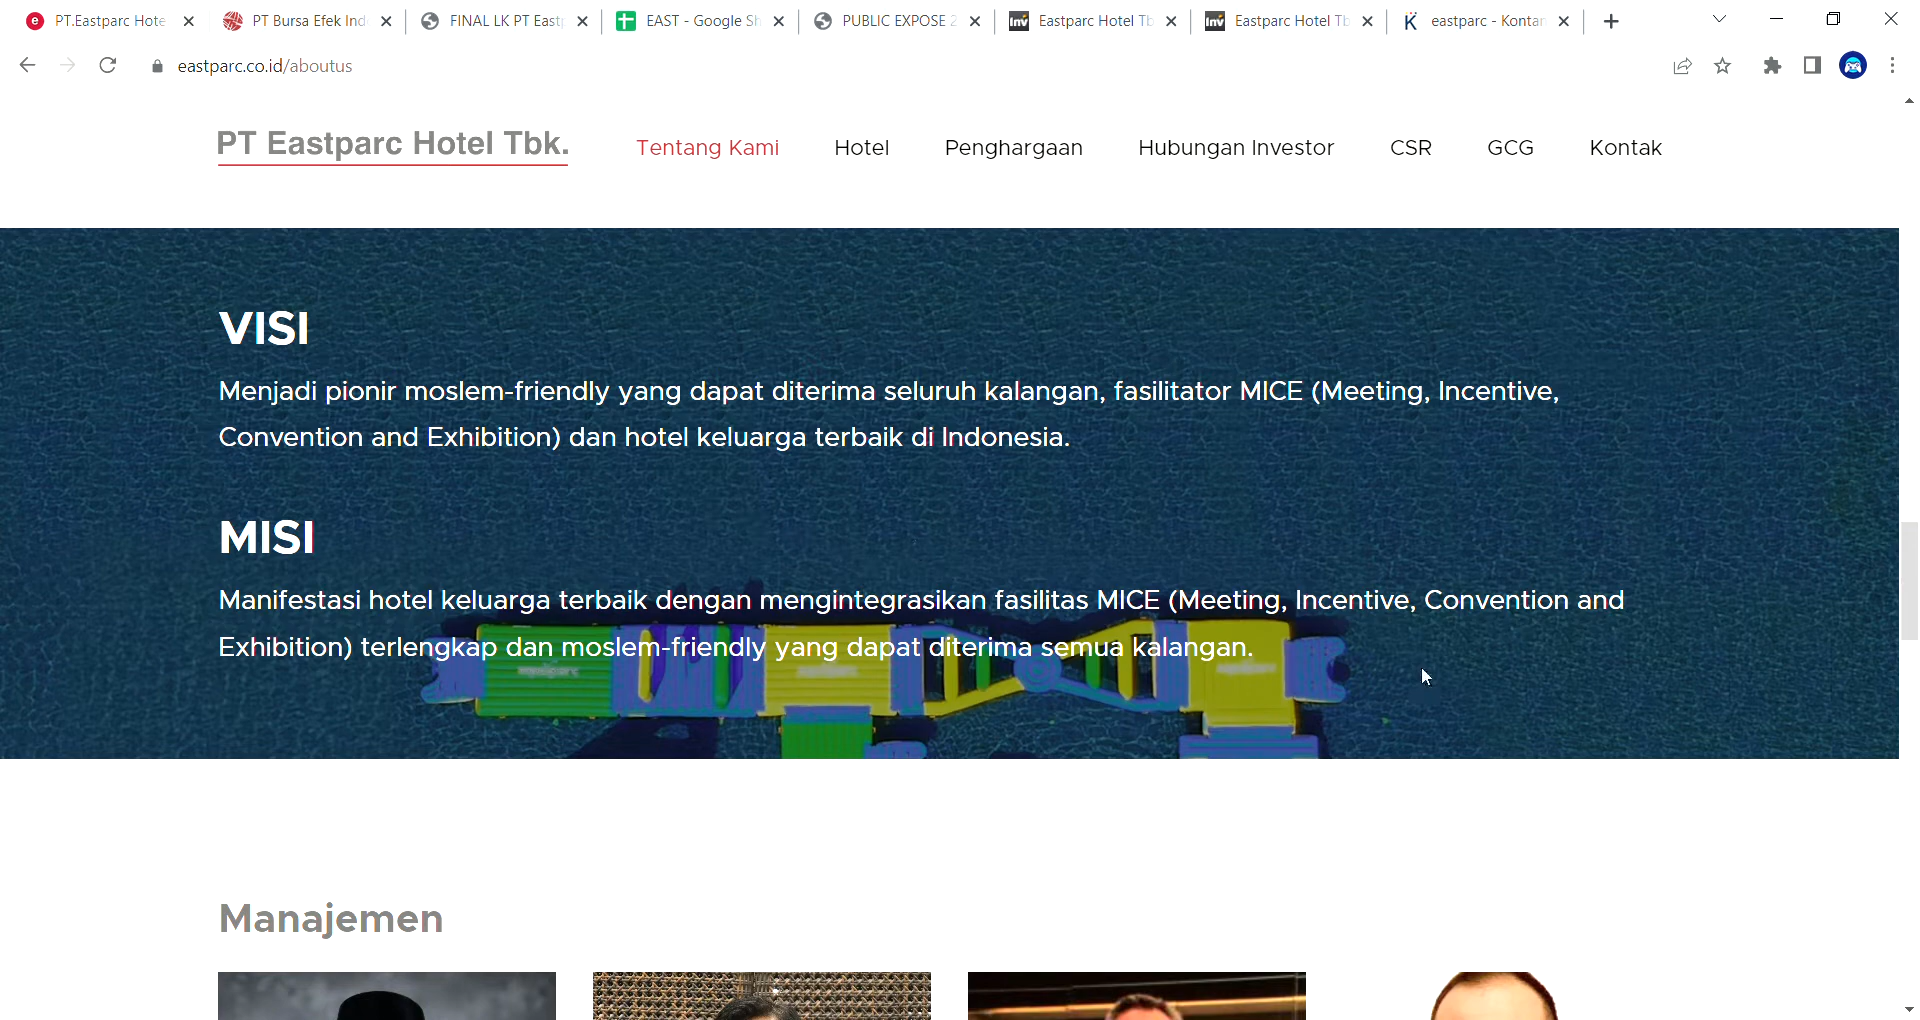 PT.Eastparc Hote
PT Bursa Efek Ind
FINAL LK PT East
EAST - Google Sh
PUBLIC EXPOSE 2
Eastparc Hotel Tb
Eastparc Hotel Tb
eastparc - Kontan
eastparc.co.id/aboutus
PT Eastparc Hotel Tbk.
Tentang Kami
Hotel
Penghargaan
Hubungan Investor
CSR
GCG
Kontak
VISI
Menjadi pionir moslem-friendly yang dapat diterima seluruh kalangan, fasilitator MICE (Meeting, Incentive,
Convention and Exhibition) dan hotel keluarga terbaik di Indonesia.
MISI
Manifestasi hotel keluarga terbaik dengan mengintegrasikan fasilitas MICE (Meeting, Incentive, Convention and
Exhibition) terlengkap dan moslem-friendly yang dapat diterima semua kalangan.
Manajemen